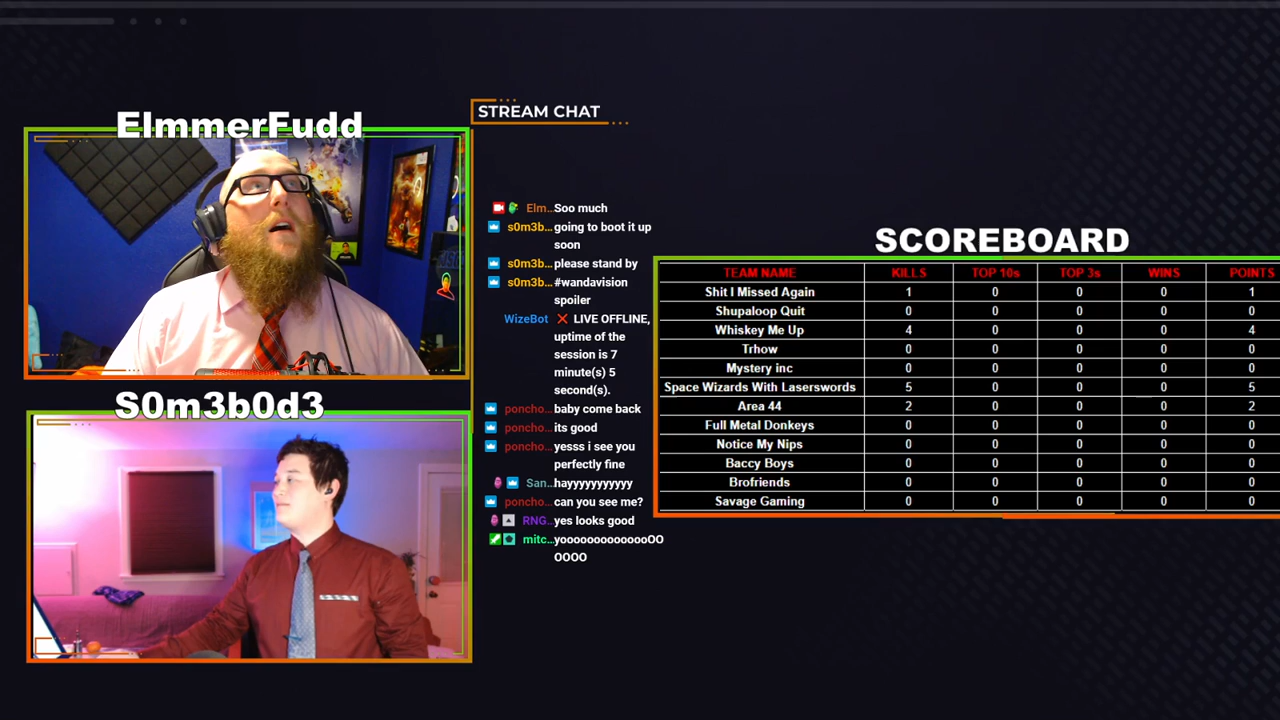 ElmmerFudd
S0m3b0d3
STREAM CHAT
Elm... Soo much
s0m3b... going to boot it up
soon
s0m3b... please stand by
s0m3b... #wandavision
spoiler
WizeBot ❌ LIVE OFFLINE,
uptime of the
session is 7
minute(s) 5
second(s).
poncho... baby come back
poncho... its good
poncho... yesss i see you
perfectly fine
San... hayyyyyyyyyyy
poncho... can you see me?
RNG... yes looks good
mitc... yoooooooooooooOO
OOOO
SCOREBOARD
TEAM NAME KILLS TOP 10s TOP 3s WINS POINTS
Shit I Missed Again 1 0 0 0 1
Shupaloop Quit 0 0 0 0 0
Whiskey Me Up 4 0 0 0 4
Trhow 0 0 0 0 0
Mystery inc 0 0 0 0 0
Space Wizards With Laserswords 5 0 0 0 5
Area 44 2 0 0 0 2
Full Metal Donkeys 0 0 0 0 0
Notice My Nips 0 0 0 0 0
Baccy Boys 0 0 0 0 0
Brofriends 0 0 0 0 0
Savage Gaming 0 0 0 0 0